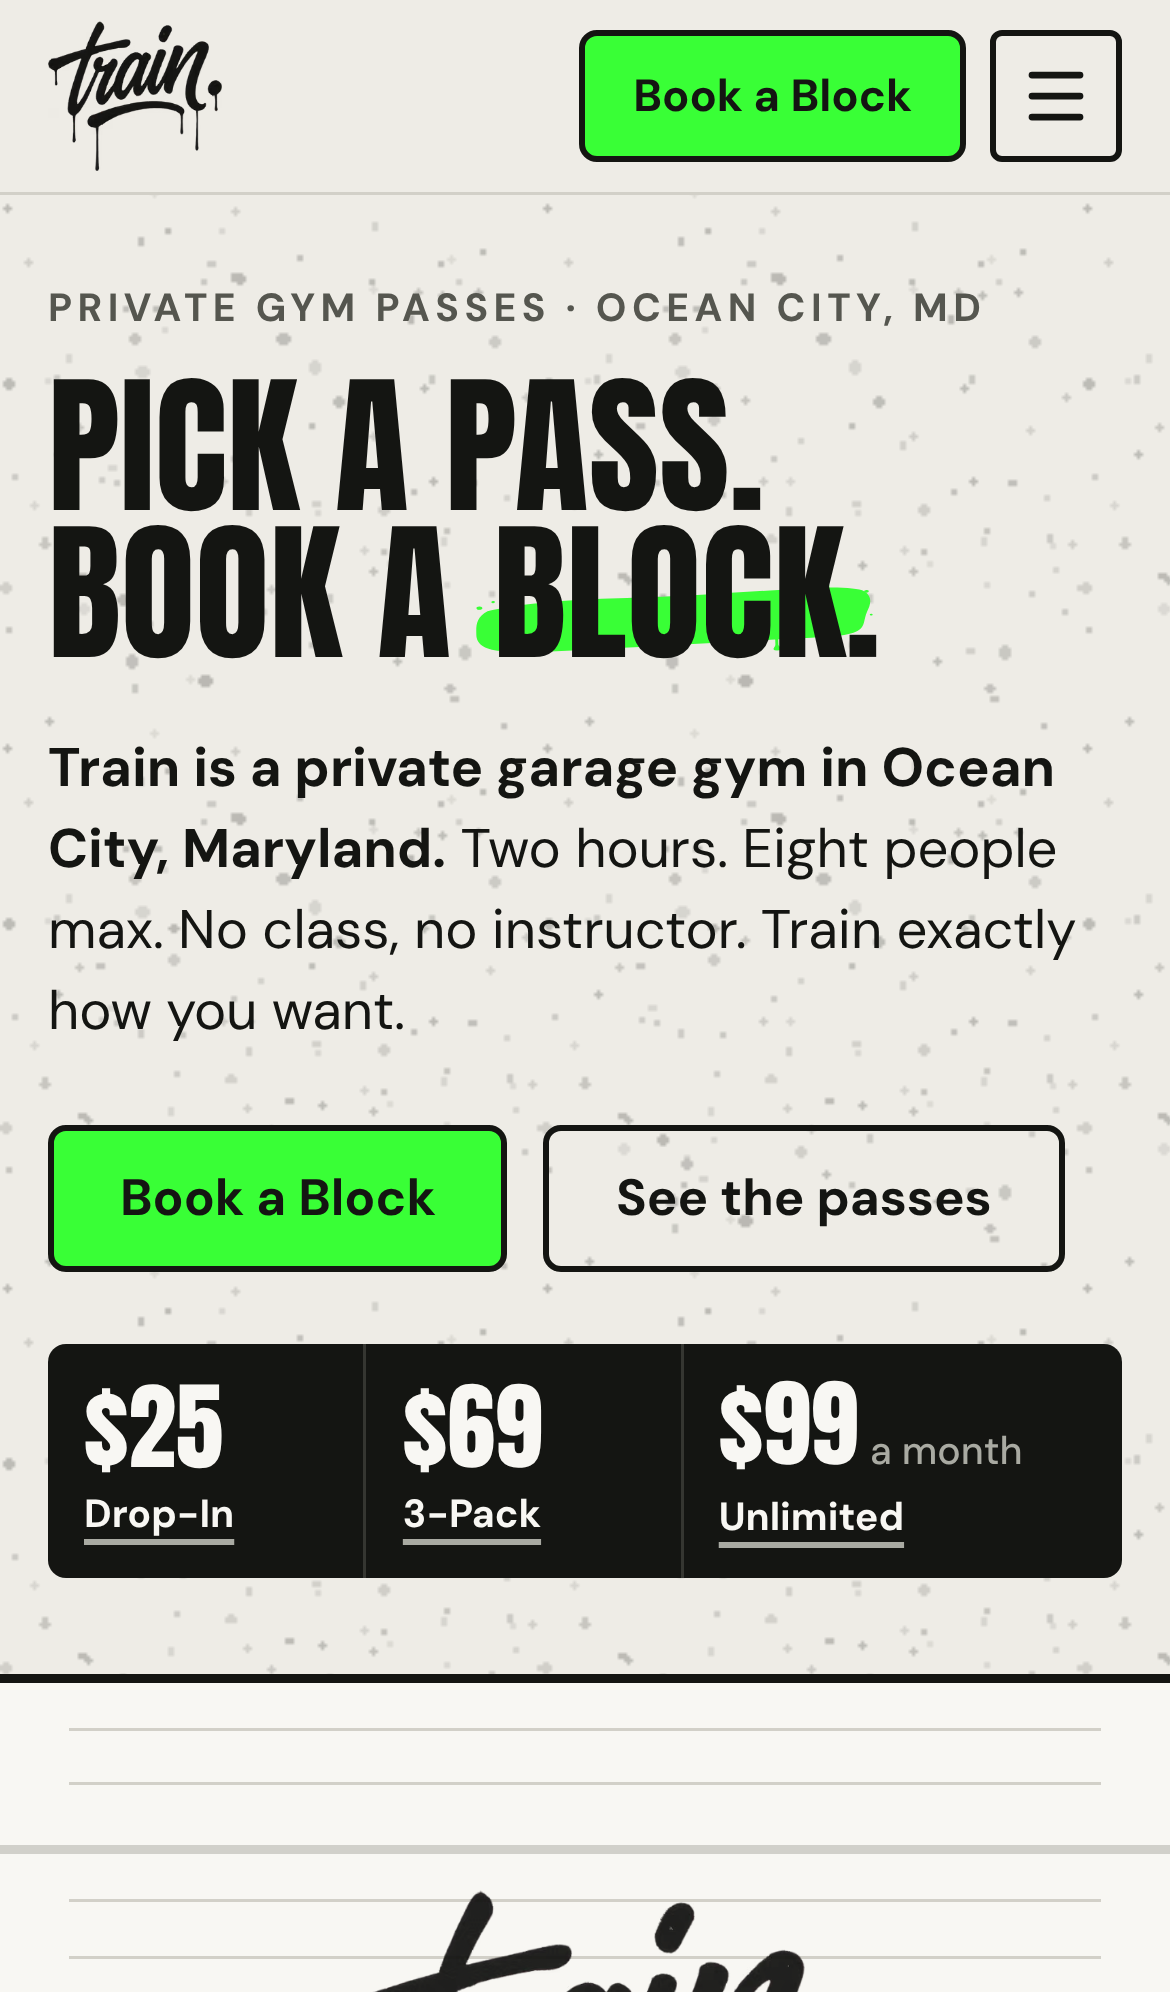 train.
Book a Block
PRIVATE GYM PASSES · OCEAN CITY, MD
PICK A PASS.
BOOK A BLOCK.
Train is a private garage gym in Ocean
City, Maryland. Two hours. Eight people
max. No class, no instructor. Train exactly
how you want.
Book a Block
See the passes
$25
Drop-In
$69
3-Pack
$99 a month
Unlimited
train